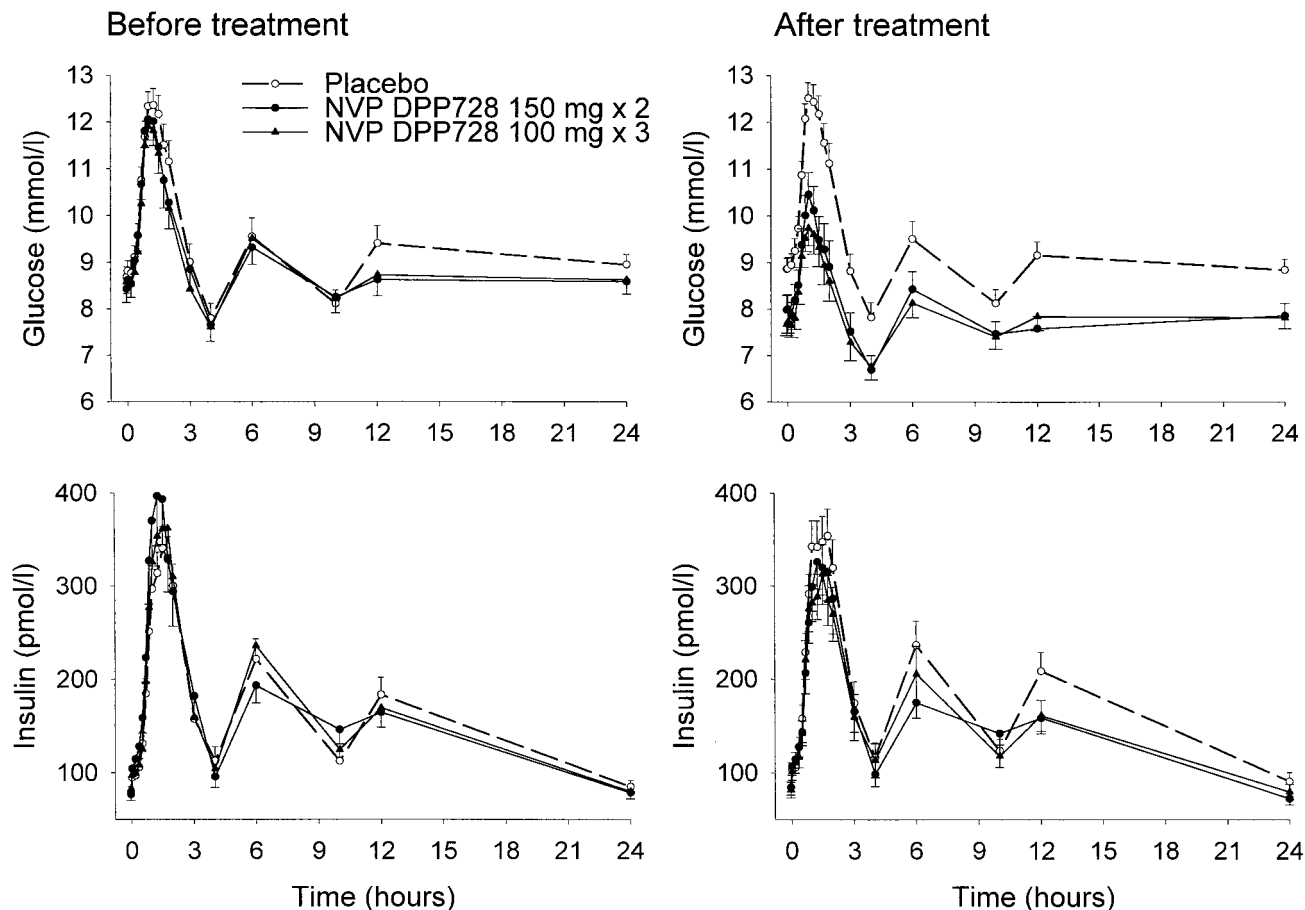 Before treatment
After treatment
Placebo
NVP DPP728 150 mg x 2
NVP DPP728 100 mg x 3
Glucose (mmol/l)
13
12
11
10
9
8
7
6
0 3 6 9 12 15 18 21 24
Glucose (mmol/l)
13
12
11
10
9
8
7
6
0 3 6 9 12 15 18 21 24
Insulin (pmol/l)
400
300
200
100
0 3 6 9 12 15 18 21 24
Time (hours)
Insulin (pmol/l)
400
300
200
100
0 3 6 9 12 15 18 21 24
Time (hours)